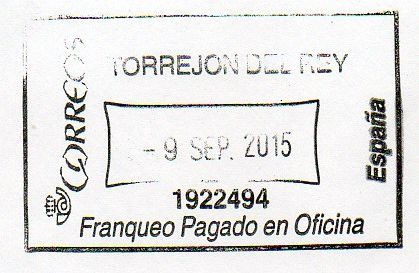 CORREOS
TORREJON DEL REY
- 9 SEP. 2015
1922494
Franqueo Pagado en Oficina
España